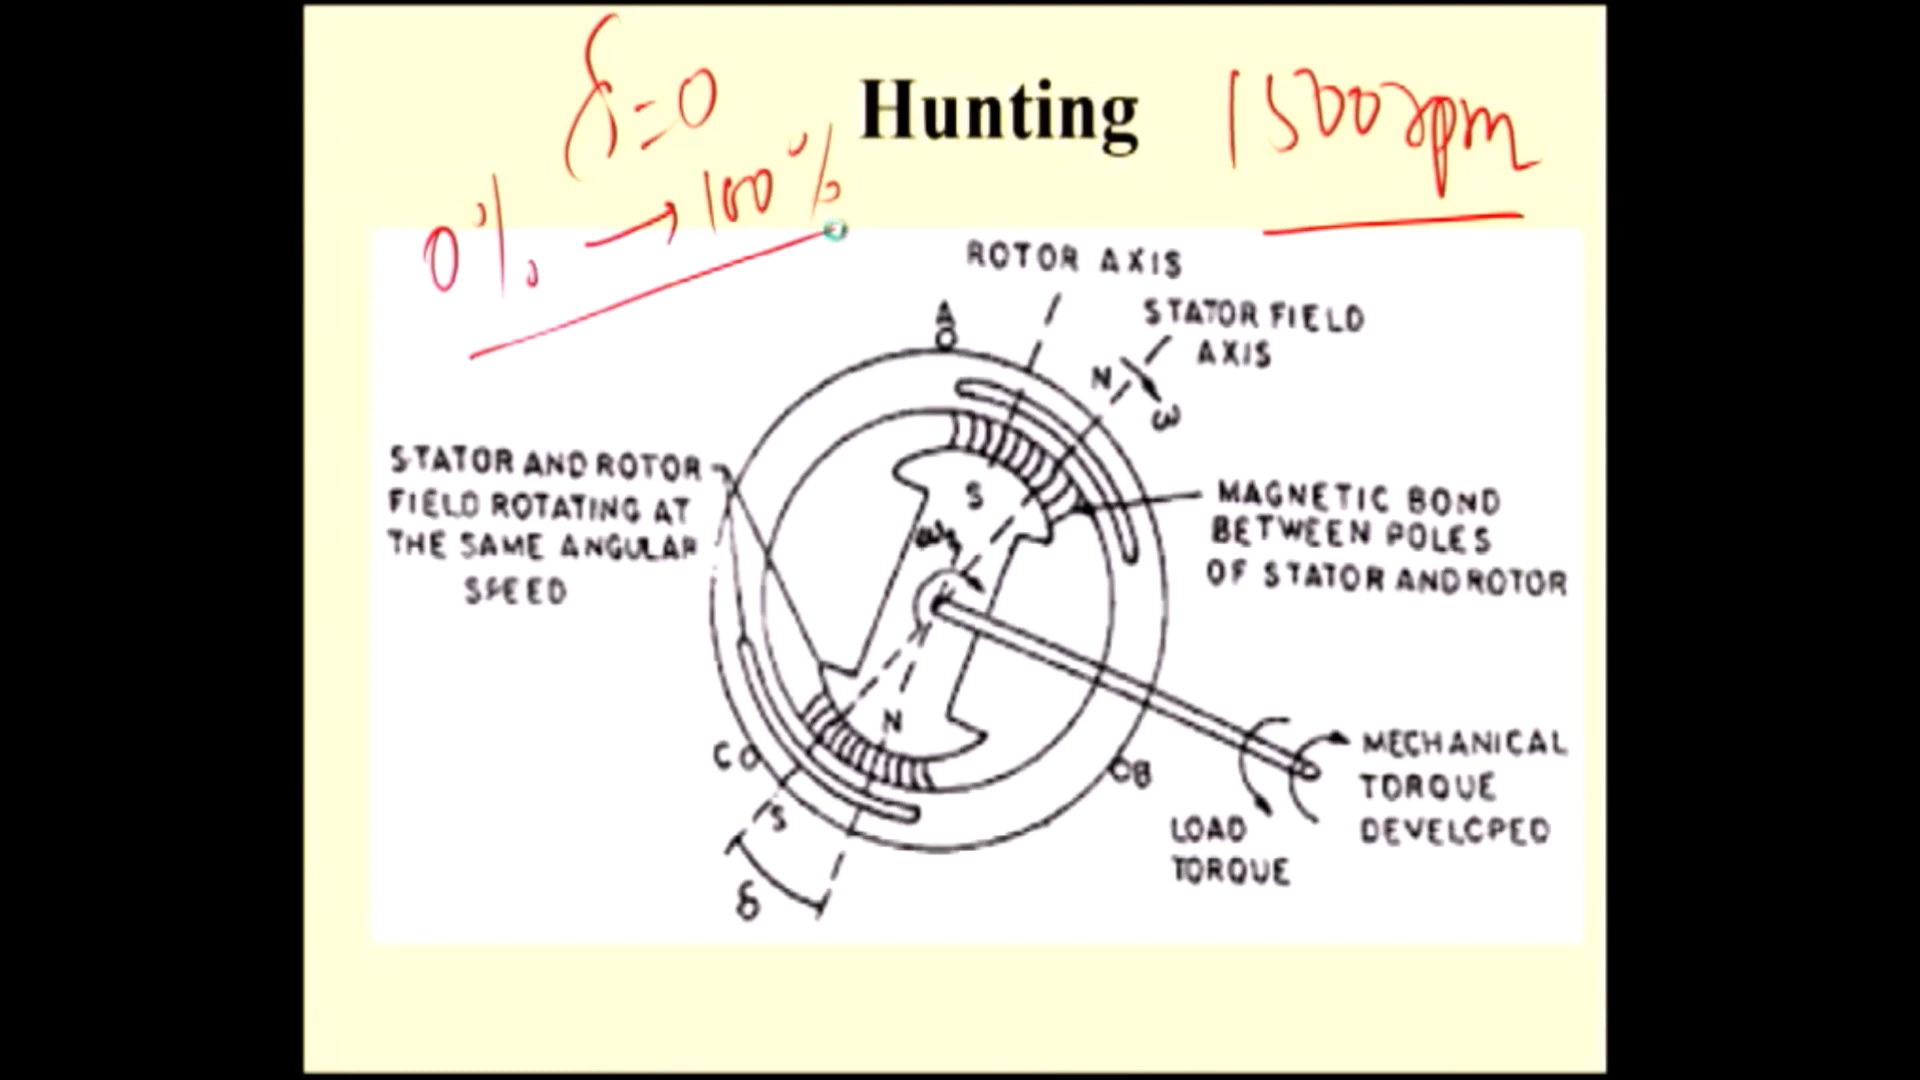 δ=0
Hunting
1500rpm
0% → 100%
ROTOR AXIS
STATOR FIELD
AXIS
A
N
ω
STATOR AND ROTOR
FIELD ROTATING AT
THE SAME ANGULAR
SPEED
S
MAGNETIC BOND
BETWEEN POLES
OF STATOR AND ROTOR
N
C
B
S
δ
MECHANICAL
TORQUE
DEVELOPED
LOAD
TORQUE